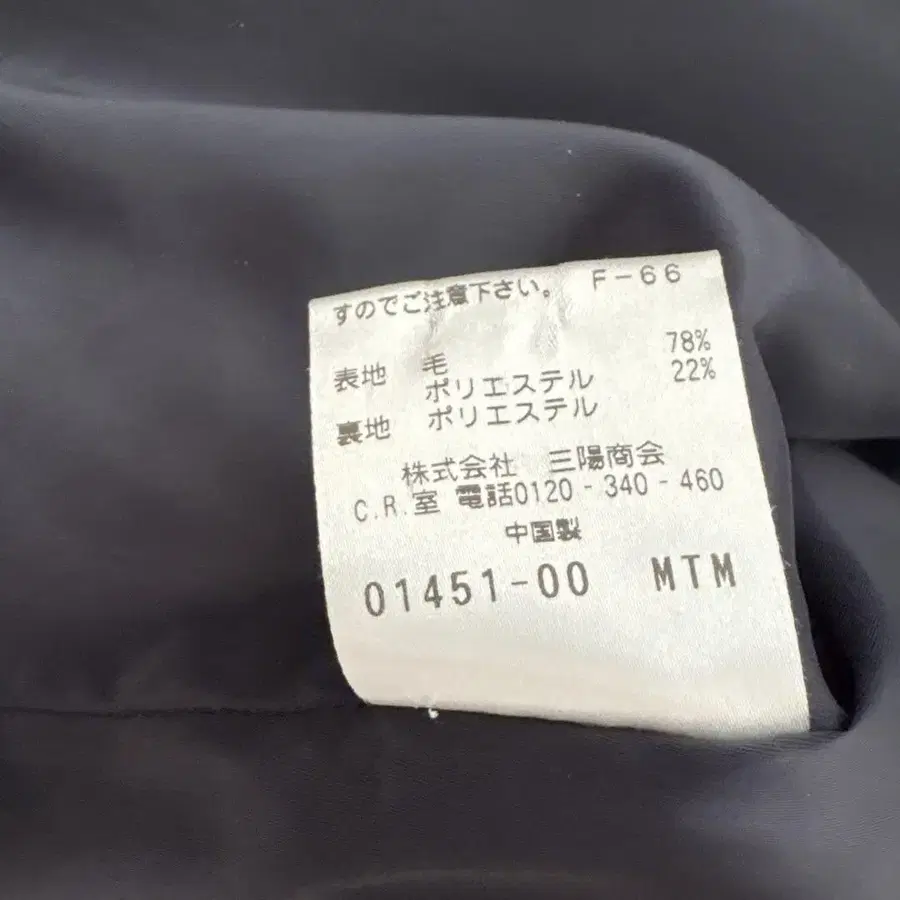 すのでご注意下さい。 F-66
表地 毛 78%
ポリエステル 22%
裏地 ポリエステル
株式会社 三陽商会
C.R.室 電話0120-340-460
中国製
01451-00 MTM